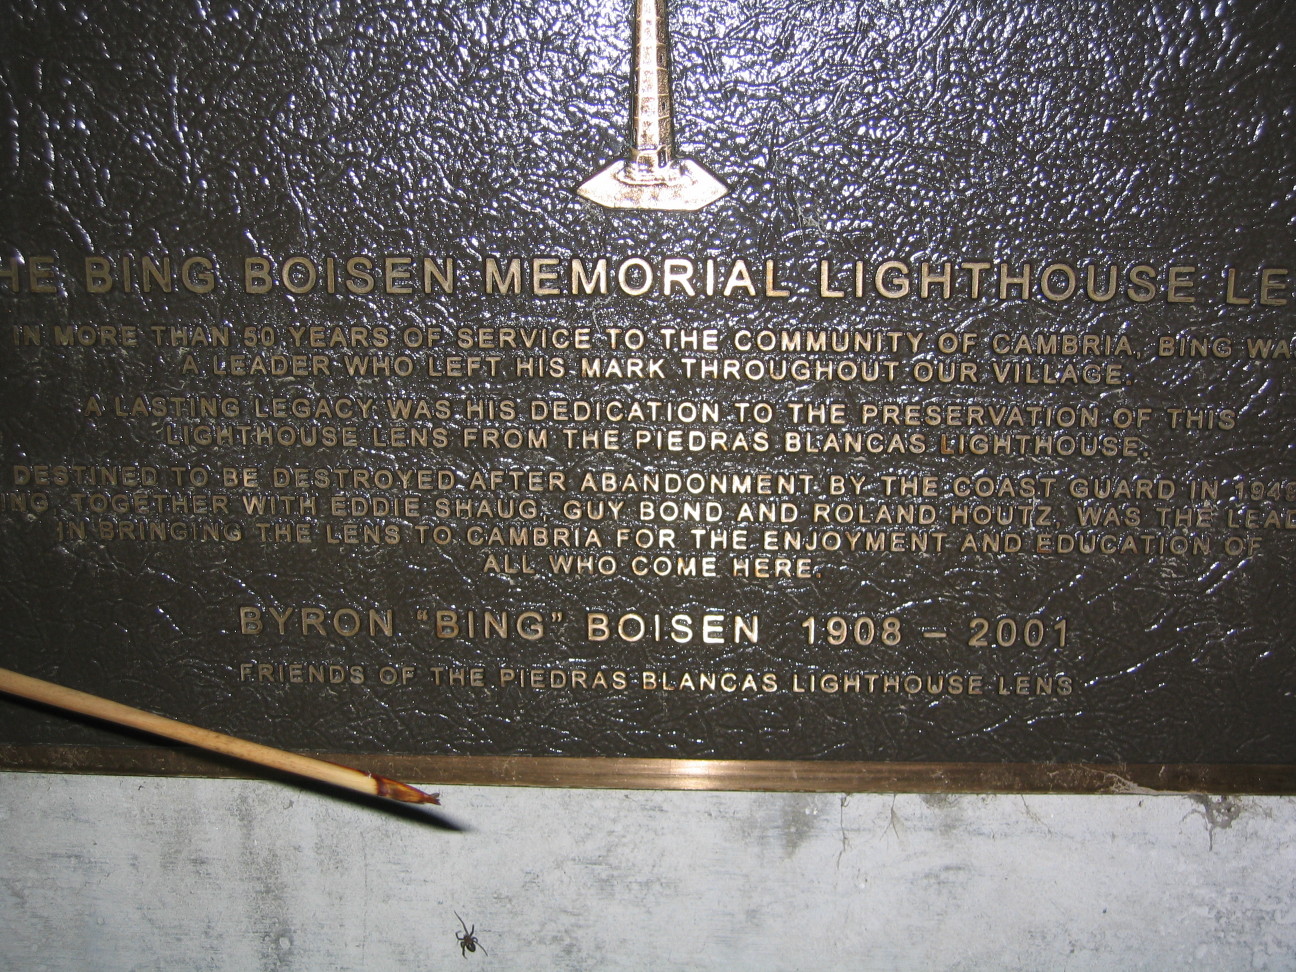 HE BING BOISEN MEMORIAL LIGHTHOUSE LE
IN MORE THAN 50 YEARS OF SERVICE TO THE COMMUNITY OF CAMBRIA, BING WA
A LEADER WHO LEFT HIS MARK THROUGHOUT OUR VILLAGE.
A LASTING LEGACY WAS HIS DEDICATION TO THE PRESERVATION OF THIS
LIGHTHOUSE LENS FROM THE PIEDRAS BLANCAS LIGHTHOUSE.
DESTINED TO BE DESTROYED AFTER ABANDONMENT BY THE COAST GUARD IN 194
ING, TOGETHER WITH EDDIE SHAUG, GUY BOND AND ROLAND HOUTZ, WAS THE LEAD
IN BRINGING THE LENS TO CAMBRIA FOR THE ENJOYMENT AND EDUCATION OF
ALL WHO COME HERE.
BYRON “BING” BOISEN 1908 – 2001
FRIENDS OF THE PIEDRAS BLANCAS LIGHTHOUSE LENS